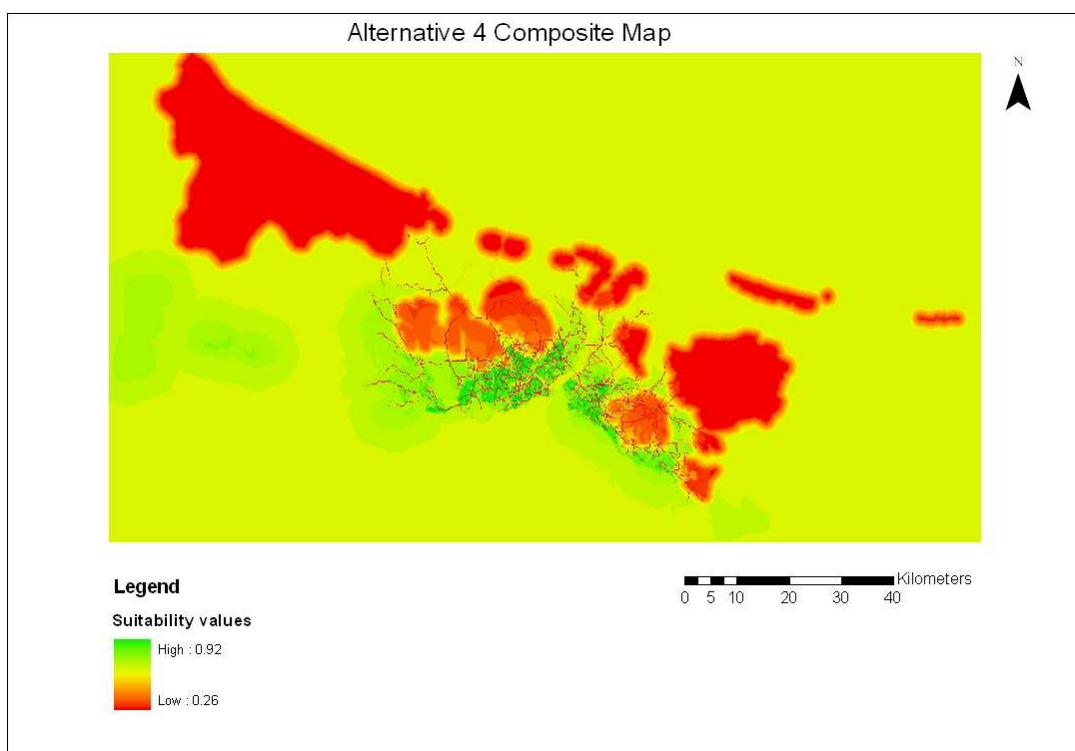 Alternative 4 Composite Map
N
Legend
Suitability values
High : 0.92
Low : 0.26
Kilometers
0 5 10 20 30 40